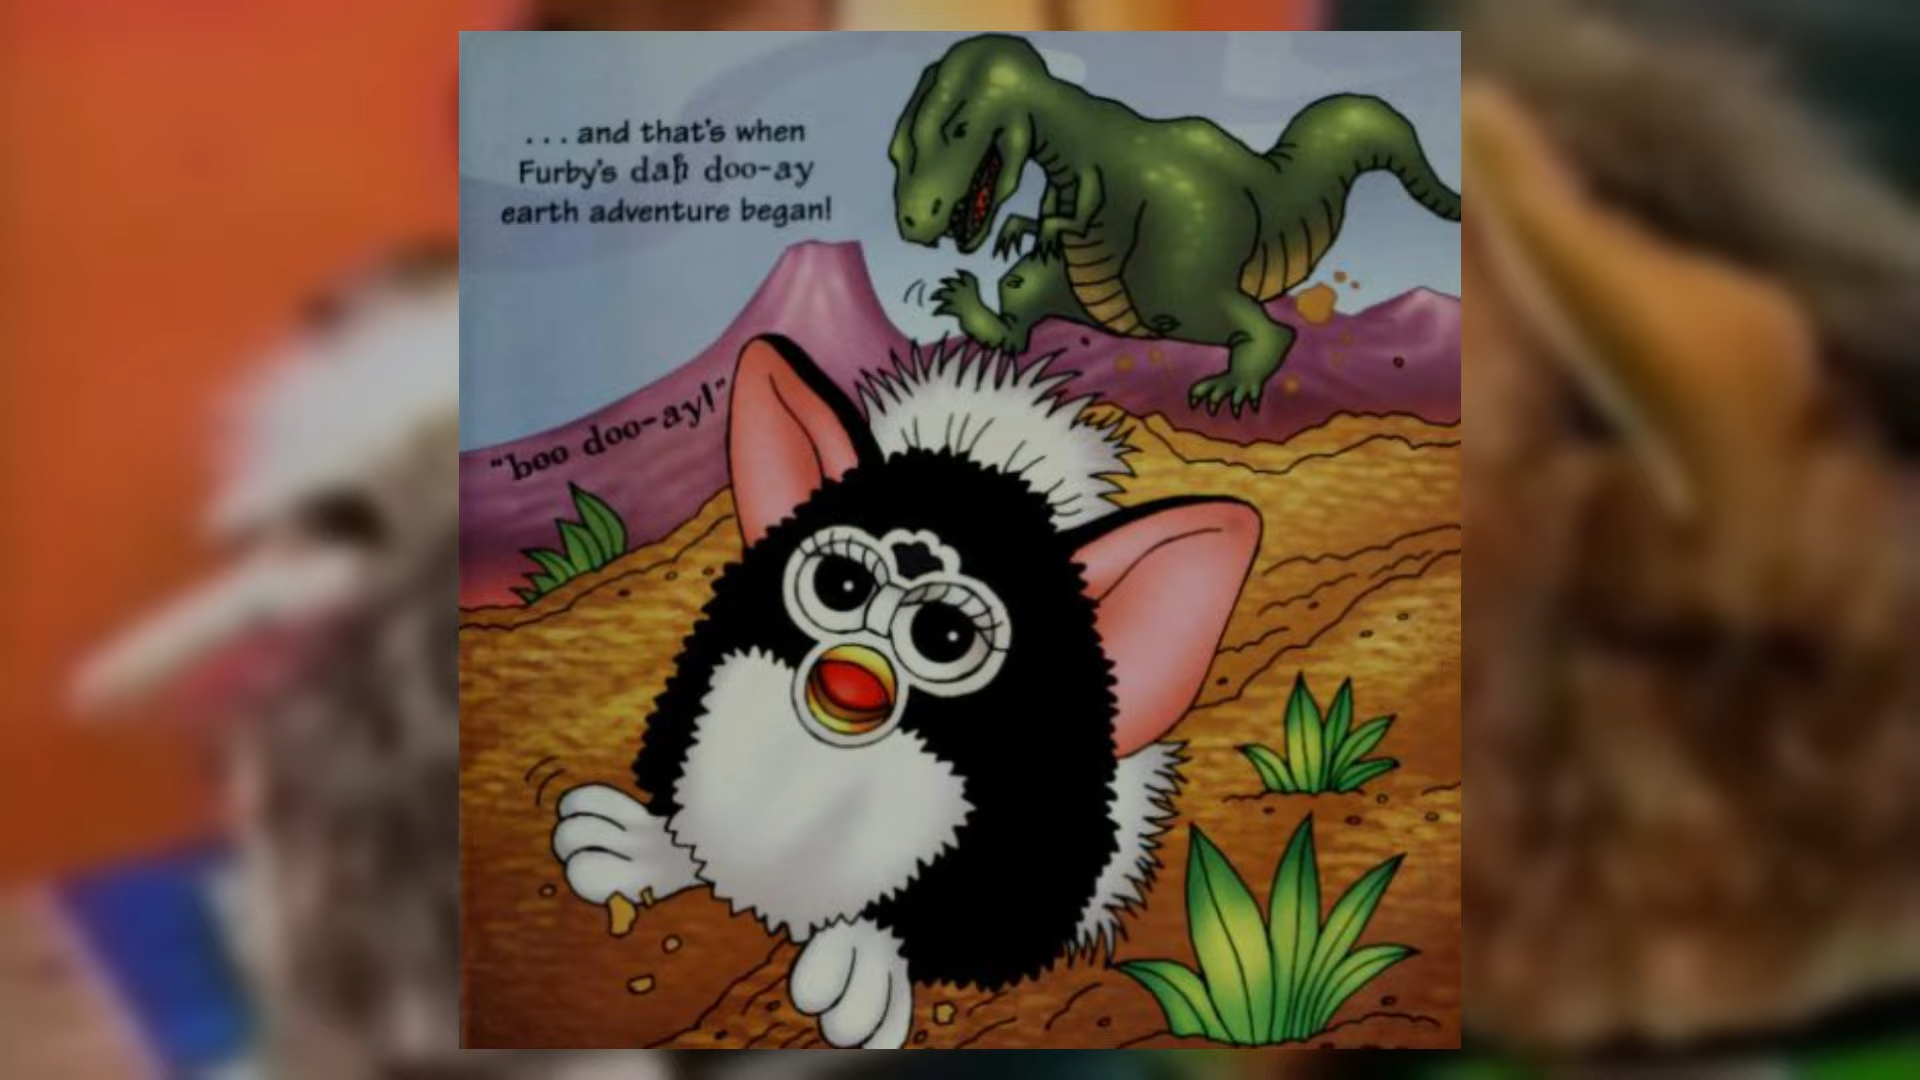 ...and that's when
Furby's dah doo-ay
earth adventure began!
"boo doo-ay!"